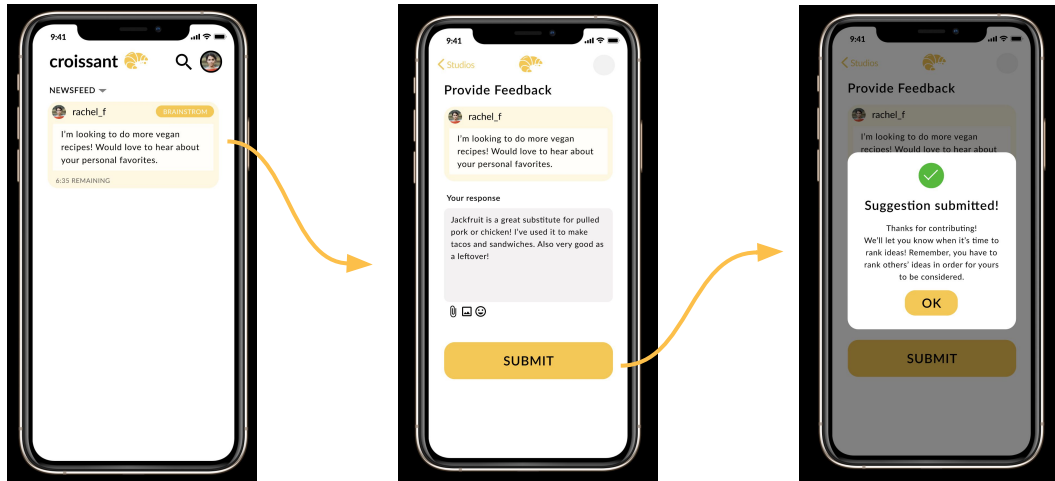 9:41
croissant
NEWSFEED
rachel_f
BRAINSTROM
I'm looking to do more vegan
recipes! Would love to hear about
your personal favorites.
6:35 REMAINING
9:41
Studios
Provide Feedback
rachel_f
I'm looking to do more vegan
recipes! Would love to hear about
your personal favorites.
Your response
Jackfruit is a great substitute for pulled
pork or chicken! I've used it to make
tacos and sandwiches. Also very good as
a leftover!
SUBMIT
9:41
Studios
Provide Feedback
rachel_f
I'm looking to do more vegan
recipes! Would love to hear about
Suggestion submitted!
Thanks for contributing!
We'll let you know when it's time to
rank ideas! Remember, you have to
rank others' ideas in order for yours
to be considered.
OK
SUBMIT